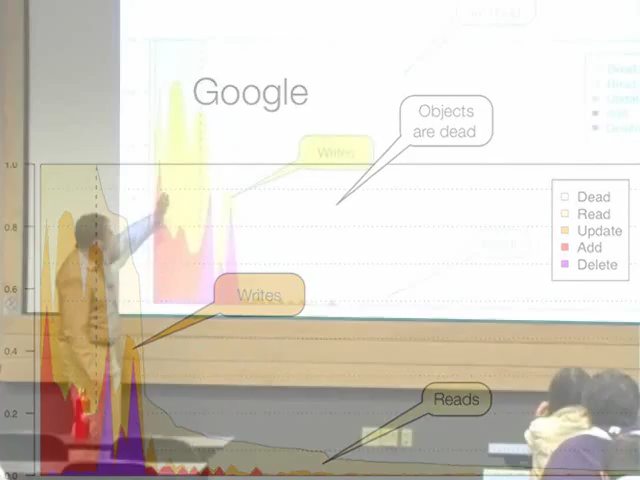 Google
Objects
are dead
Writes
1.0
Dead
Read
Update
Add
Delete
0.8
0.6
Writes
0.4
Reads
0.2
0.0